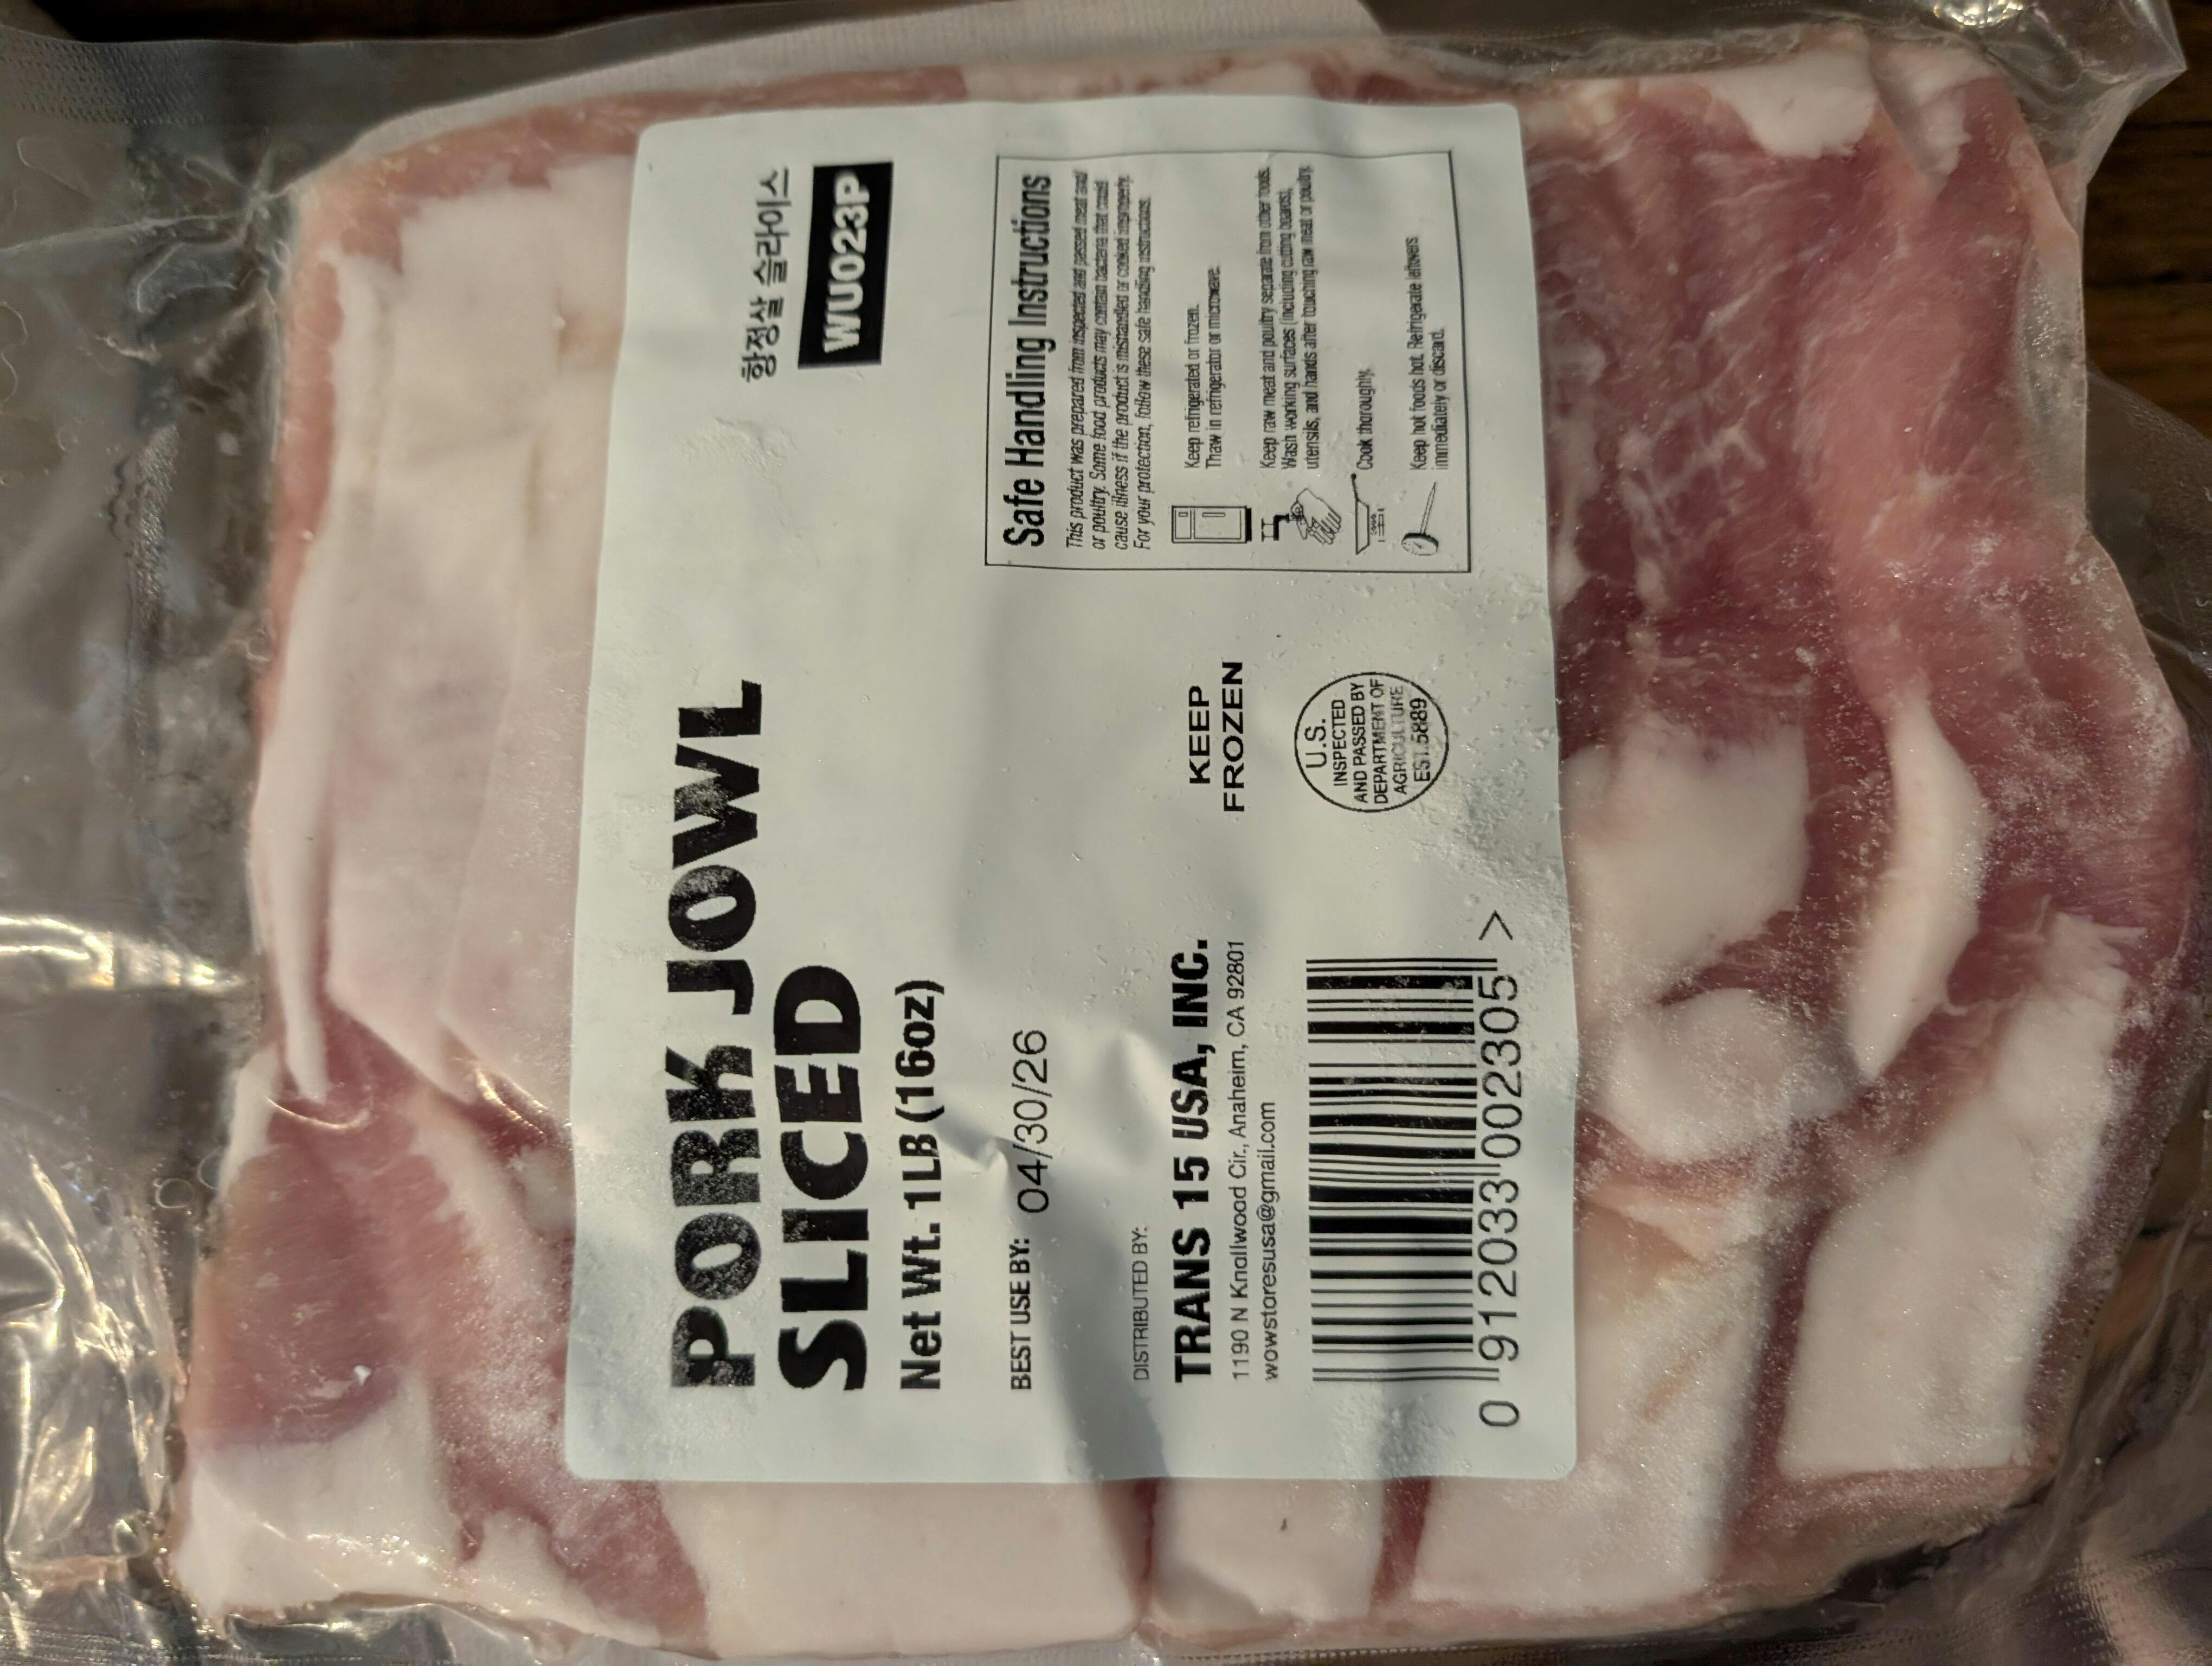 항정살 슬라이스
WU023P
PORK JOWL
SLICED
Net Wt. 1LB (16oz)
BEST USE BY: 04/30/26
DISTRIBUTED BY:
TRANS 15 USA, INC.
1190 N Knollwood Cir., Anaheim, CA 92801
wowstoresusa@gmail.com
0 912033002305 >
KEEP
FROZEN
U.S.
INSPECTED
AND PASSED BY
DEPARTMENT OF
AGRICULTURE
EST.5889
Safe Handling Instructions
This product was prepared from inspected and passed meat and/
or poultry. Some food products may contain bacteria that could
cause illness if the product is mishandled or cooked improperly.
For your protection, follow these safe handling instructions.
Keep refrigerated or frozen.
Thaw in refrigerator or microwave.
Keep raw meat and poultry separate from other foods.
Wash working surfaces (including cutting boards),
utensils, and hands after touching raw meat or poultry.
Cook thoroughly.
Keep hot foods hot. Refrigerate leftovers
immediately or discard.